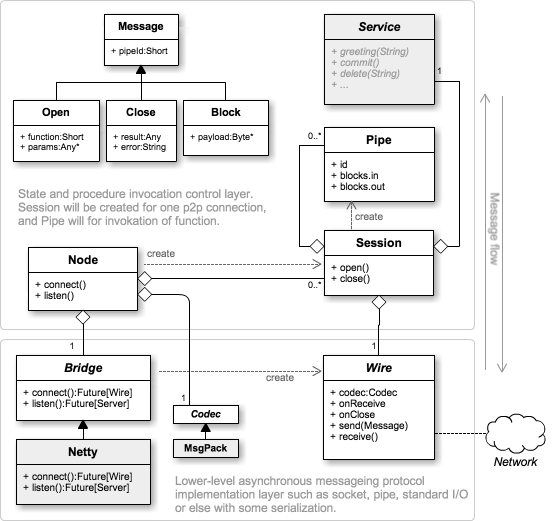 Message
+ pipeId:Short
Service
+ greeting(String)
+ commit()
+ delete(String)
+ ...
1
Open
+ function:Short
+ params:Any*
Close
+ result:Any
+ error:String
Block
+ payload:Byte*
0..*
Pipe
+ id
+ blocks.in
+ blocks.out
State and procedure invocation control layer.
Session will be created for one p2p connection,
and Pipe will for invokation of function.
create
Message flow
Node
+ connect()
+ listen()
create
Session
+ open()
+ close()
0..*
1
1
Bridge
+ connect():Future[Wire]
+ listen():Future[Server]
create
Wire
+ codec:Codec
+ onReceive
+ onClose
+ send(Message)
+ receive()
1
Codec
MsgPack
Netty
+ connect():Future[Wire]
+ listen():Future[Server]
Network
Lower-level asynchronous messageing protocol
implementation layer such as socket, pipe, standard I/O
or else with some serialization.